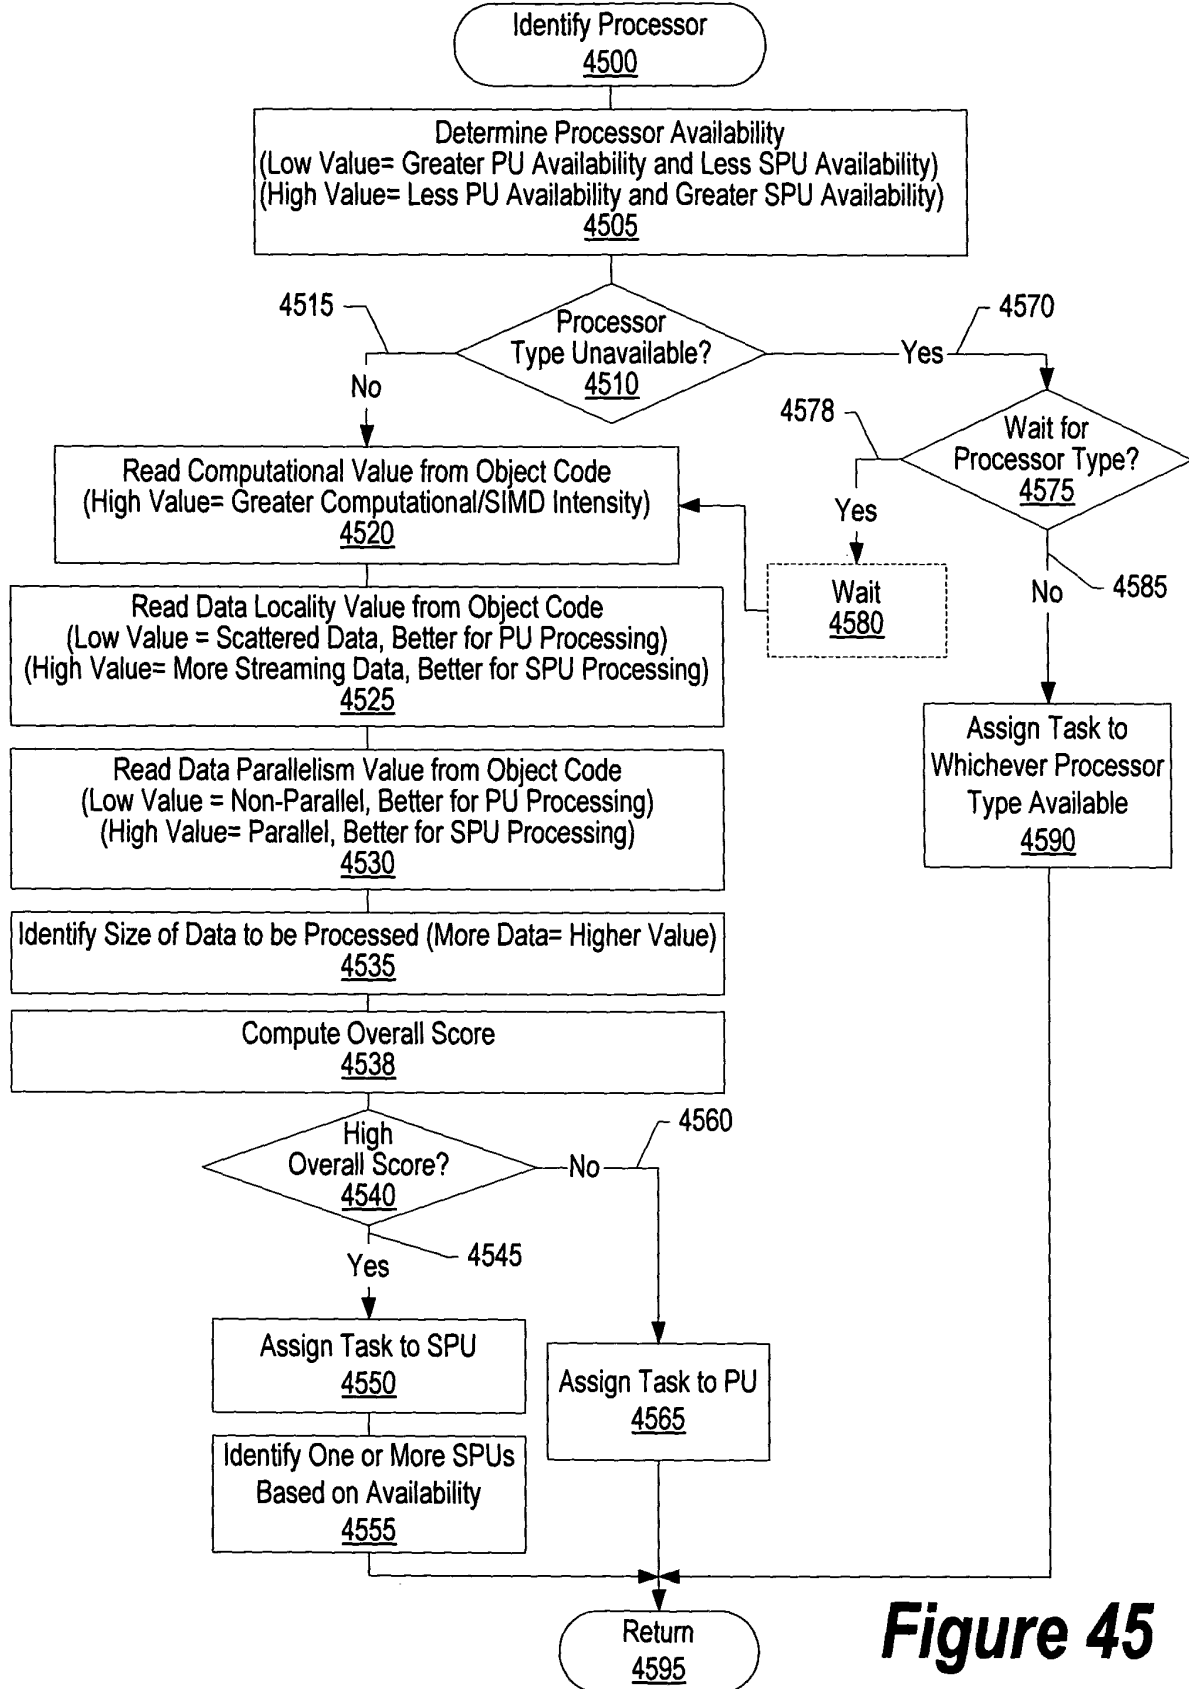 Identify Processor
4500
Determine Processor Availability
(Low Value= Greater PU Availability and Less SPU Availability)
(High Value= Less PU Availability and Greater SPU Availability)
4505
4515
Processor
Type Unavailable?
4510
4570
Yes
No
4578
Wait for
Processor Type?
4575
Read Computational Value from Object Code
(High Value= Greater Computational/SIMD Intensity)
4520
Yes
Wait
4580
No
4585
Read Data Locality Value from Object Code
(Low Value = Scattered Data, Better for PU Processing)
(High Value= More Streaming Data, Better for SPU Processing)
4525
Assign Task to
Whichever Processor
Type Available
4590
Read Data Parallelism Value from Object Code
(Low Value = Non-Parallel, Better for PU Processing)
(High Value= Parallel, Better for SPU Processing)
4530
Identify Size of Data to be Processed (More Data= Higher Value)
4535
Compute Overall Score
4538
High
Overall Score?
4540
4560
No
4545
Yes
Assign Task to SPU
4550
Assign Task to PU
4565
Identify One or More SPUs
Based on Availability
4555
Return
4595
Figure 45